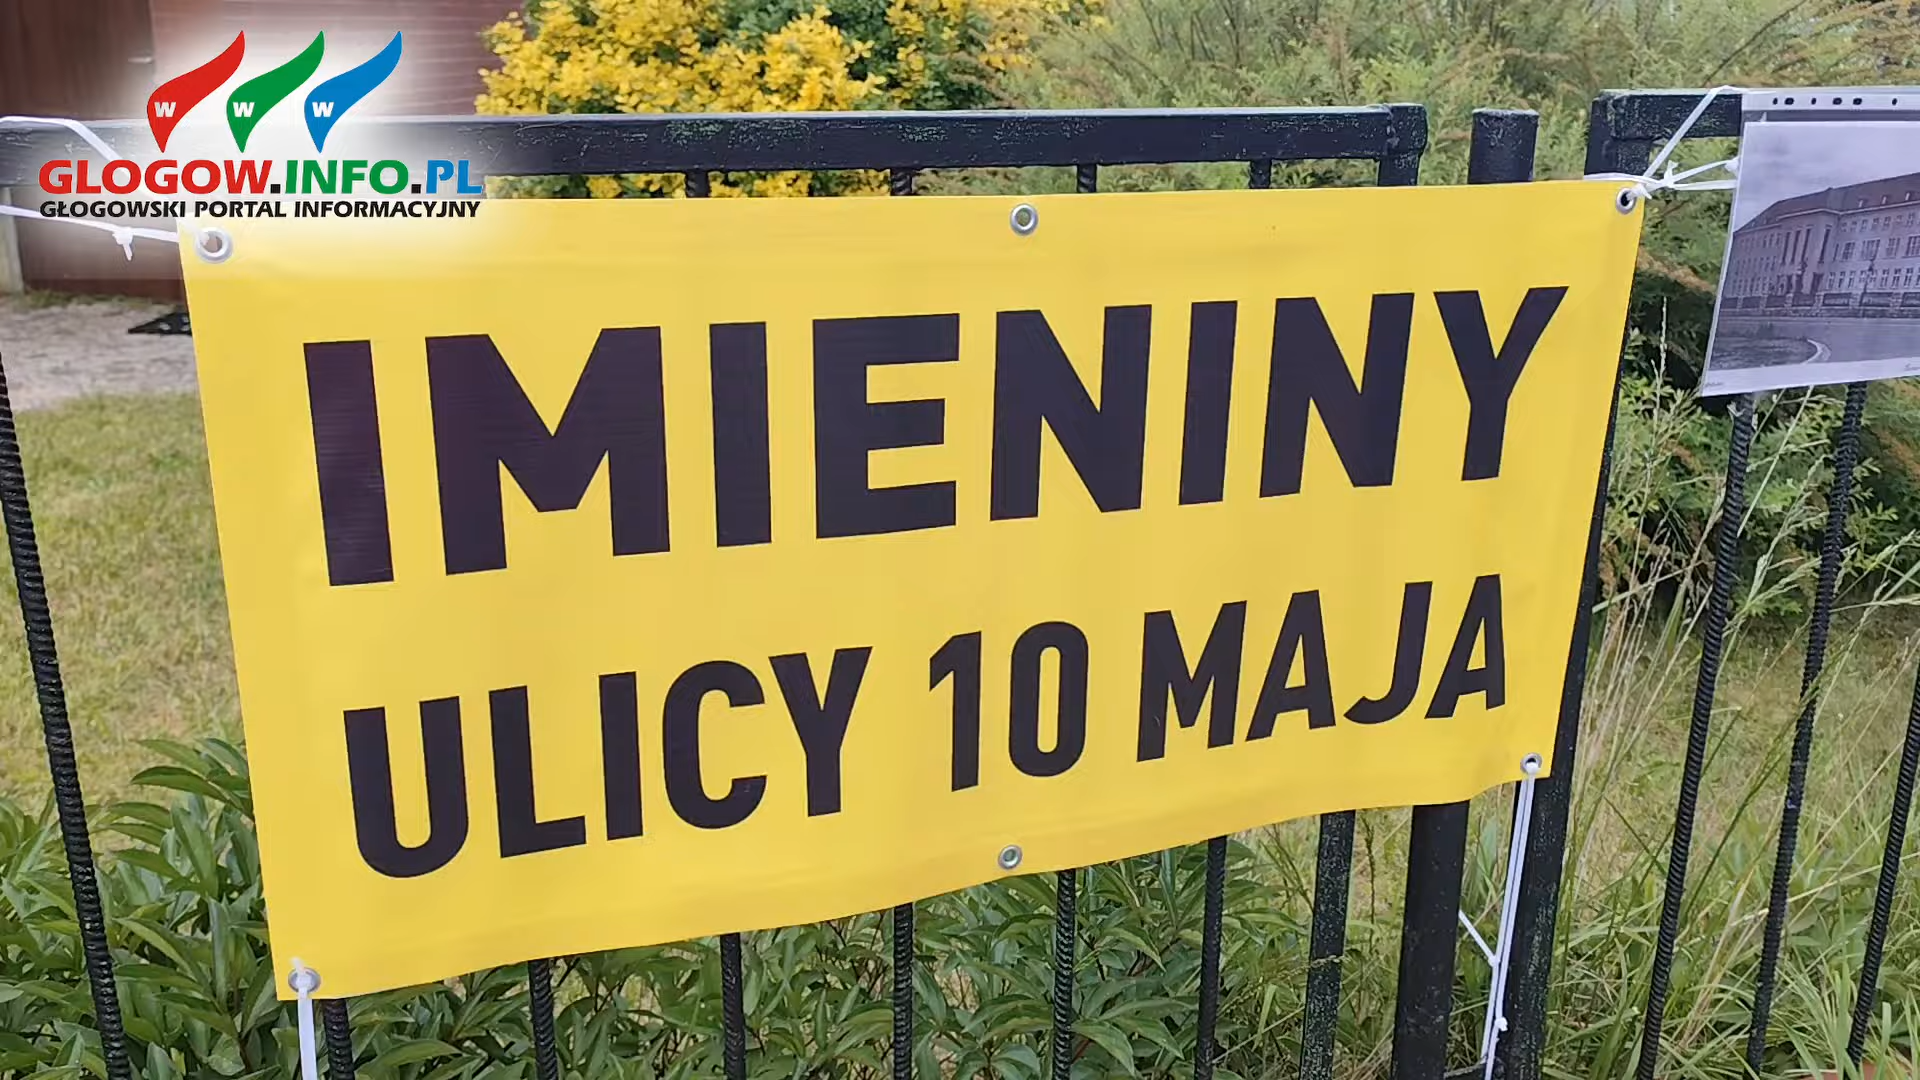 w w w
GLOGOW.INFO.PL
GŁOGOWSKI PORTAL INFORMACYJNY
IMIENINY
ULICY 10 MAJA